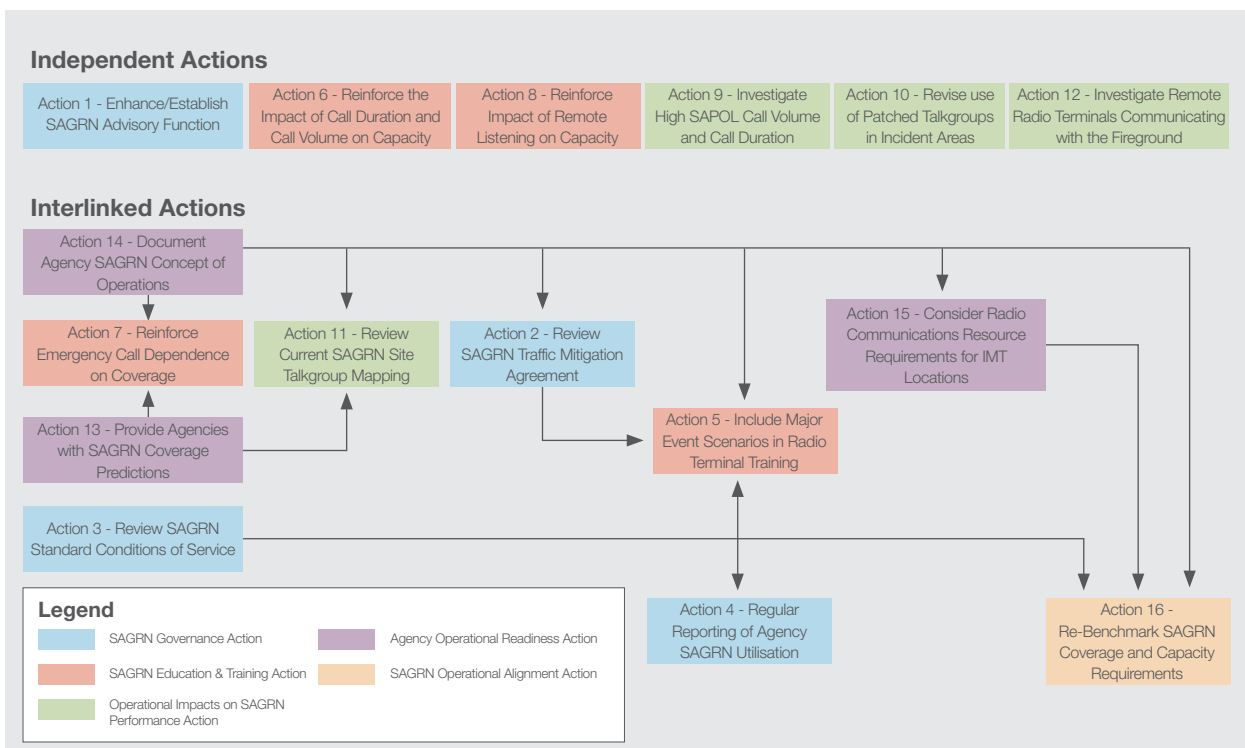 Independent Actions
Action 1 - Enhance/Establish
SAGRN Advisory Function
Action 6 - Reinforce the
Impact of Call Duration and
Call Volume on Capacity
Action 8 - Reinforce
Impact of Remote
Listening on Capacity
Action 9 - Investigate
High SAPOL Call Volume
and Call Duration
Action 10 - Revise use
of Patched Talkgroups
in Incident Areas
Action 12 - Investigate Remote
Radio Terminals Communicating
with the Fireground
Interlinked Actions
Action 14 - Document
Agency SAGRN Concept of
Operations
Action 7 - Reinforce
Emergency Call Dependence
on Coverage
Action 11 - Review
Current SAGRN Site
Talkgroup Mapping
Action 2 - Review
SAGRN Traffic Mitigation
Agreement
Action 15 - Consider Radio
Communications Resource
Requirements for IMT
Locations
Action 13 - Provide Agencies
with SAGRN Coverage
Predictions
Action 5 - Include Major
Event Scenarios in Radio
Terminal Training
Action 3 - Review SAGRN
Standard Conditions of Service
Action 4 - Regular
Reporting of Agency
SAGRN Utilisation
Action 16 -
Re-Benchmark SAGRN
Coverage and Capacity
Requirements
Legend
SAGRN Governance Action
Agency Operational Readiness Action
SAGRN Education & Training Action
SAGRN Operational Alignment Action
Operational Impacts on SAGRN
Performance Action